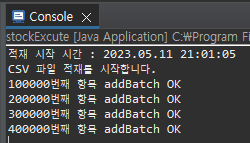 Console
stockExcute [Java Application] C:\Program Fi
적재 시작 시간 : 2023.05.11 21:01:05
CSV 파일 적재를 시작합니다.
100000번째 항목 addBatch OK
200000번째 항목 addBatch OK
300000번째 항목 addBatch OK
400000번째 항목 addBatch OK